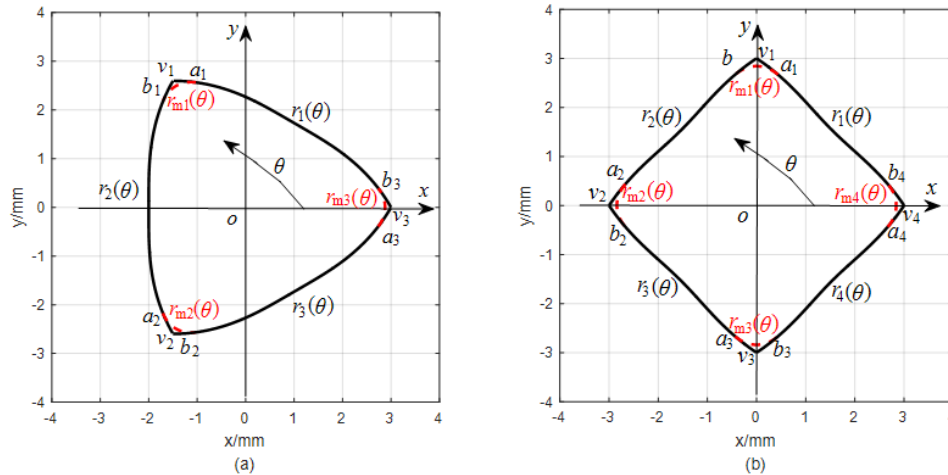 4
3
2
1
0
-1
-2
-3
-4
y/mm
y
v1 a1
b1
rm1(θ)
r1(θ)
θ
r2(θ)
b3
x
rm3(θ)
o
v3
a3
a2
rm2(θ)
v2
b2
r3(θ)
-4 -3 -2 -1 0 1 2 3 4
x/mm
(a)
4
3
2
1
0
-1
-2
-3
-4
y/mm
y
b v1 a1
rm1(θ)
r2(θ)
r1(θ)
θ
a2
b4
x
v2
rm2(θ)
rm4(θ)
o
v4
b2
a4
r3(θ)
r4(θ)
rm3(θ)
a3
v3
b3
-4 -3 -2 -1 0 1 2 3
x/mm
(b)